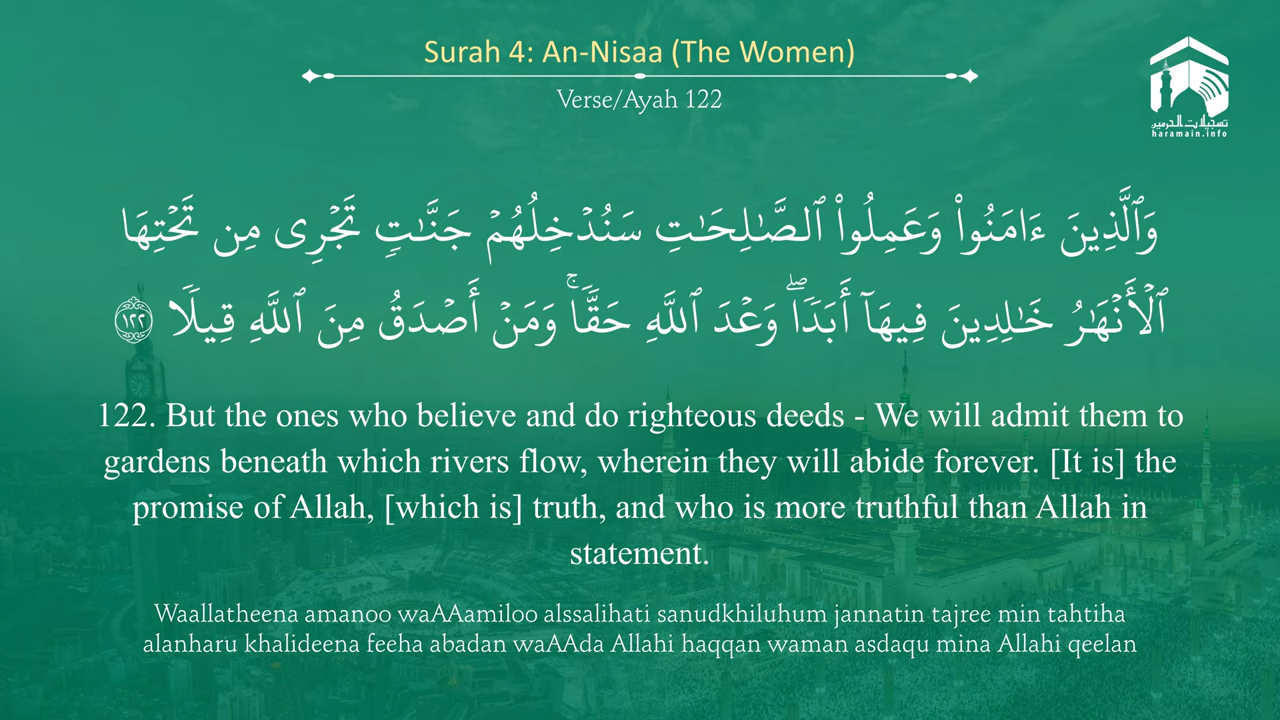 Surah 4: An-Nisaa (The Women)
Verse/Ayah 122
تسجيلات الحرمين
haramain.info
وَٱلَّذِينَ ءَامَنُوا۟ وَعَمِلُوا۟ ٱلصَّـٰلِحَـٰتِ سَنُدْخِلُهُمْ جَنَّـٰتٍ تَجْرِى مِن تَحْتِهَا
ٱلْأَنْهَـٰرُ خَـٰلِدِينَ فِيهَآ أَبَدًا ۖ وَعْدَ ٱللَّهِ حَقًّا ۚ وَمَنْ أَصْدَقُ مِنَ ٱللَّهِ قِيلًا ١٢٢
122. But the ones who believe and do righteous deeds - We will admit them to
gardens beneath which rivers flow, wherein they will abide forever. [It is] the
promise of Allah, [which is] truth, and who is more truthful than Allah in
statement.
Waallatheena amanoo waAAamiloo alssalihati sanudkhiluhum jannatin tajree min tahtiha
alanharu khalideena feeha abadan waAAda Allahi haqqan waman asdaqu mina Allahi qeelan